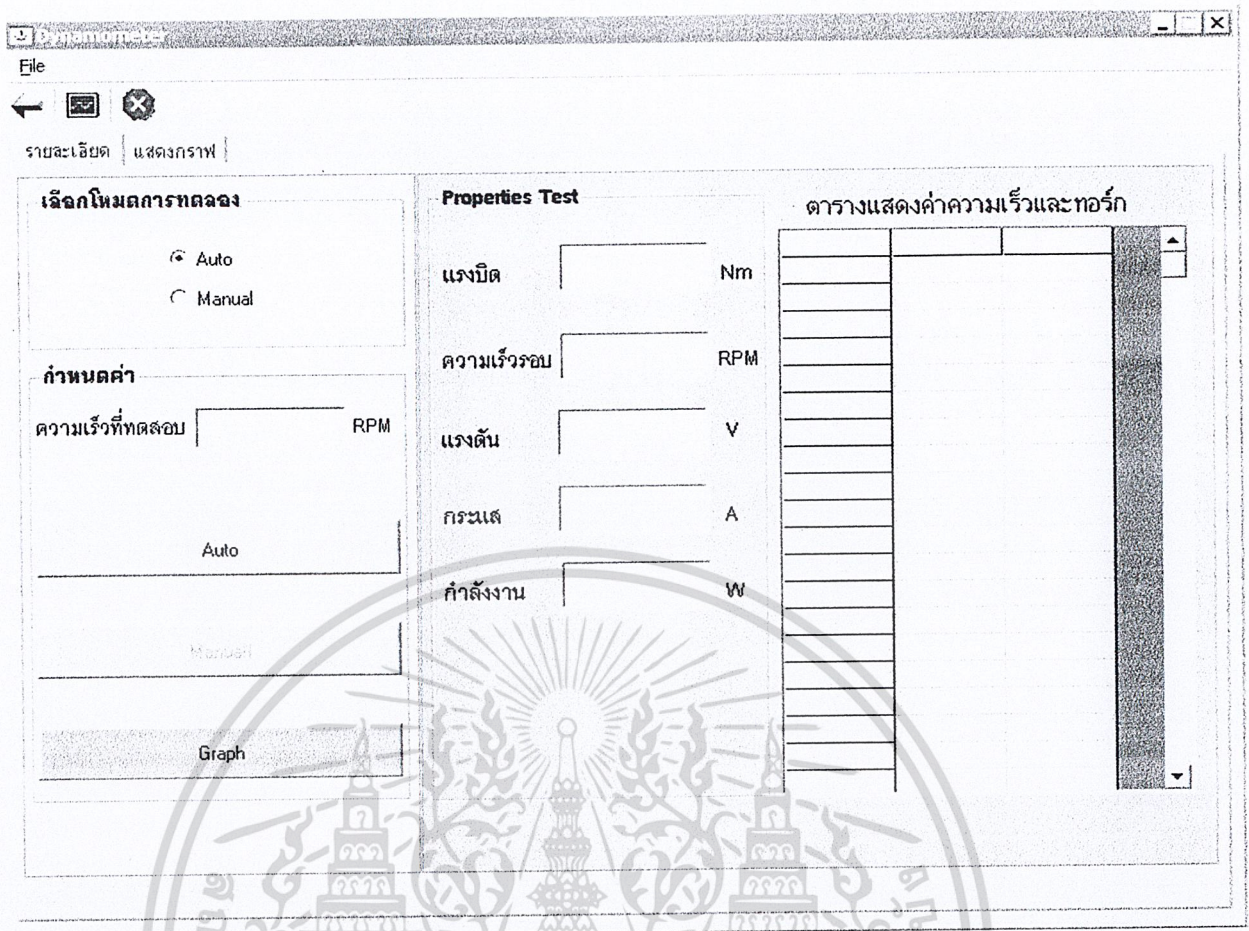 Dynamometer
File
รายละเอียด
แสดงกราฟ
เลือกโหมดการทดลอง
Auto
Manual
กำหนดค่า
ความเร็วที่ทดสอบ RPM
Auto
Manual
Graph
Properties Test
แรงบิด Nm
ความเร็วรอบ RPM
แรงดัน V
กระแส A
กำลังงาน W
ตารางแสดงค่าความเร็วและทอร์ก